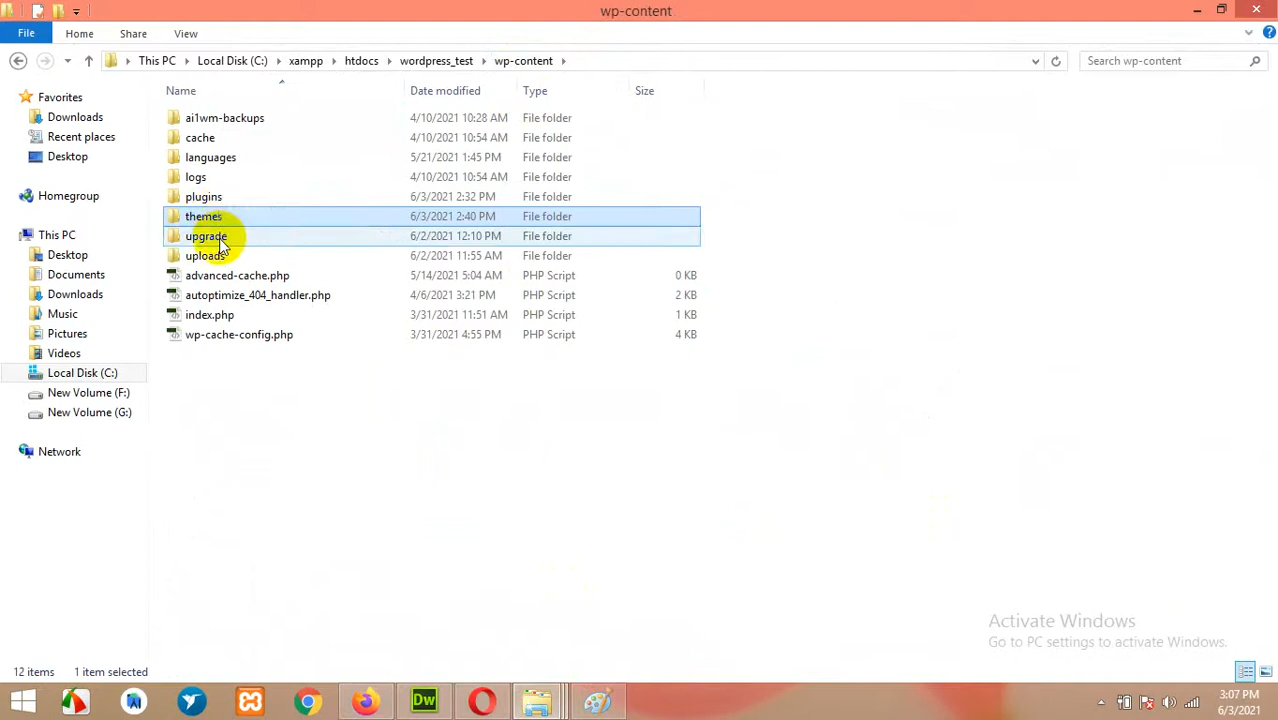 wp-content
File Home Share View
This PC Local Disk (C:) xampp htdocs wordpress_test wp-content
Search wp-content
Name Date modified Type Size
Favorites
Downloads
Recent places
Desktop
Homegroup
This PC
Desktop
Documents
Downloads
Music
Pictures
Videos
Local Disk (C:)
New Volume (F:)
New Volume (G:)
Network
ai1wm-backups 4/10/2021 10:28 AM File folder
cache 4/10/2021 10:54 AM File folder
languages 5/21/2021 1:45 PM File folder
logs 4/10/2021 10:54 AM File folder
plugins 6/3/2021 2:32 PM File folder
themes 6/3/2021 2:40 PM File folder
upgrade 6/2/2021 12:10 PM File folder
uploads 6/2/2021 11:55 AM File folder
advanced-cache.php 5/14/2021 5:04 AM PHP Script 0 KB
autoptimize_404_handler.php 4/6/2021 3:21 PM PHP Script 2 KB
index.php 3/31/2021 11:51 AM PHP Script 1 KB
wp-cache-config.php 3/31/2021 4:55 PM PHP Script 4 KB
Activate Windows
Go to PC settings to activate Windows.
12 items 1 item selected
Dw
3:07 PM
6/3/2021